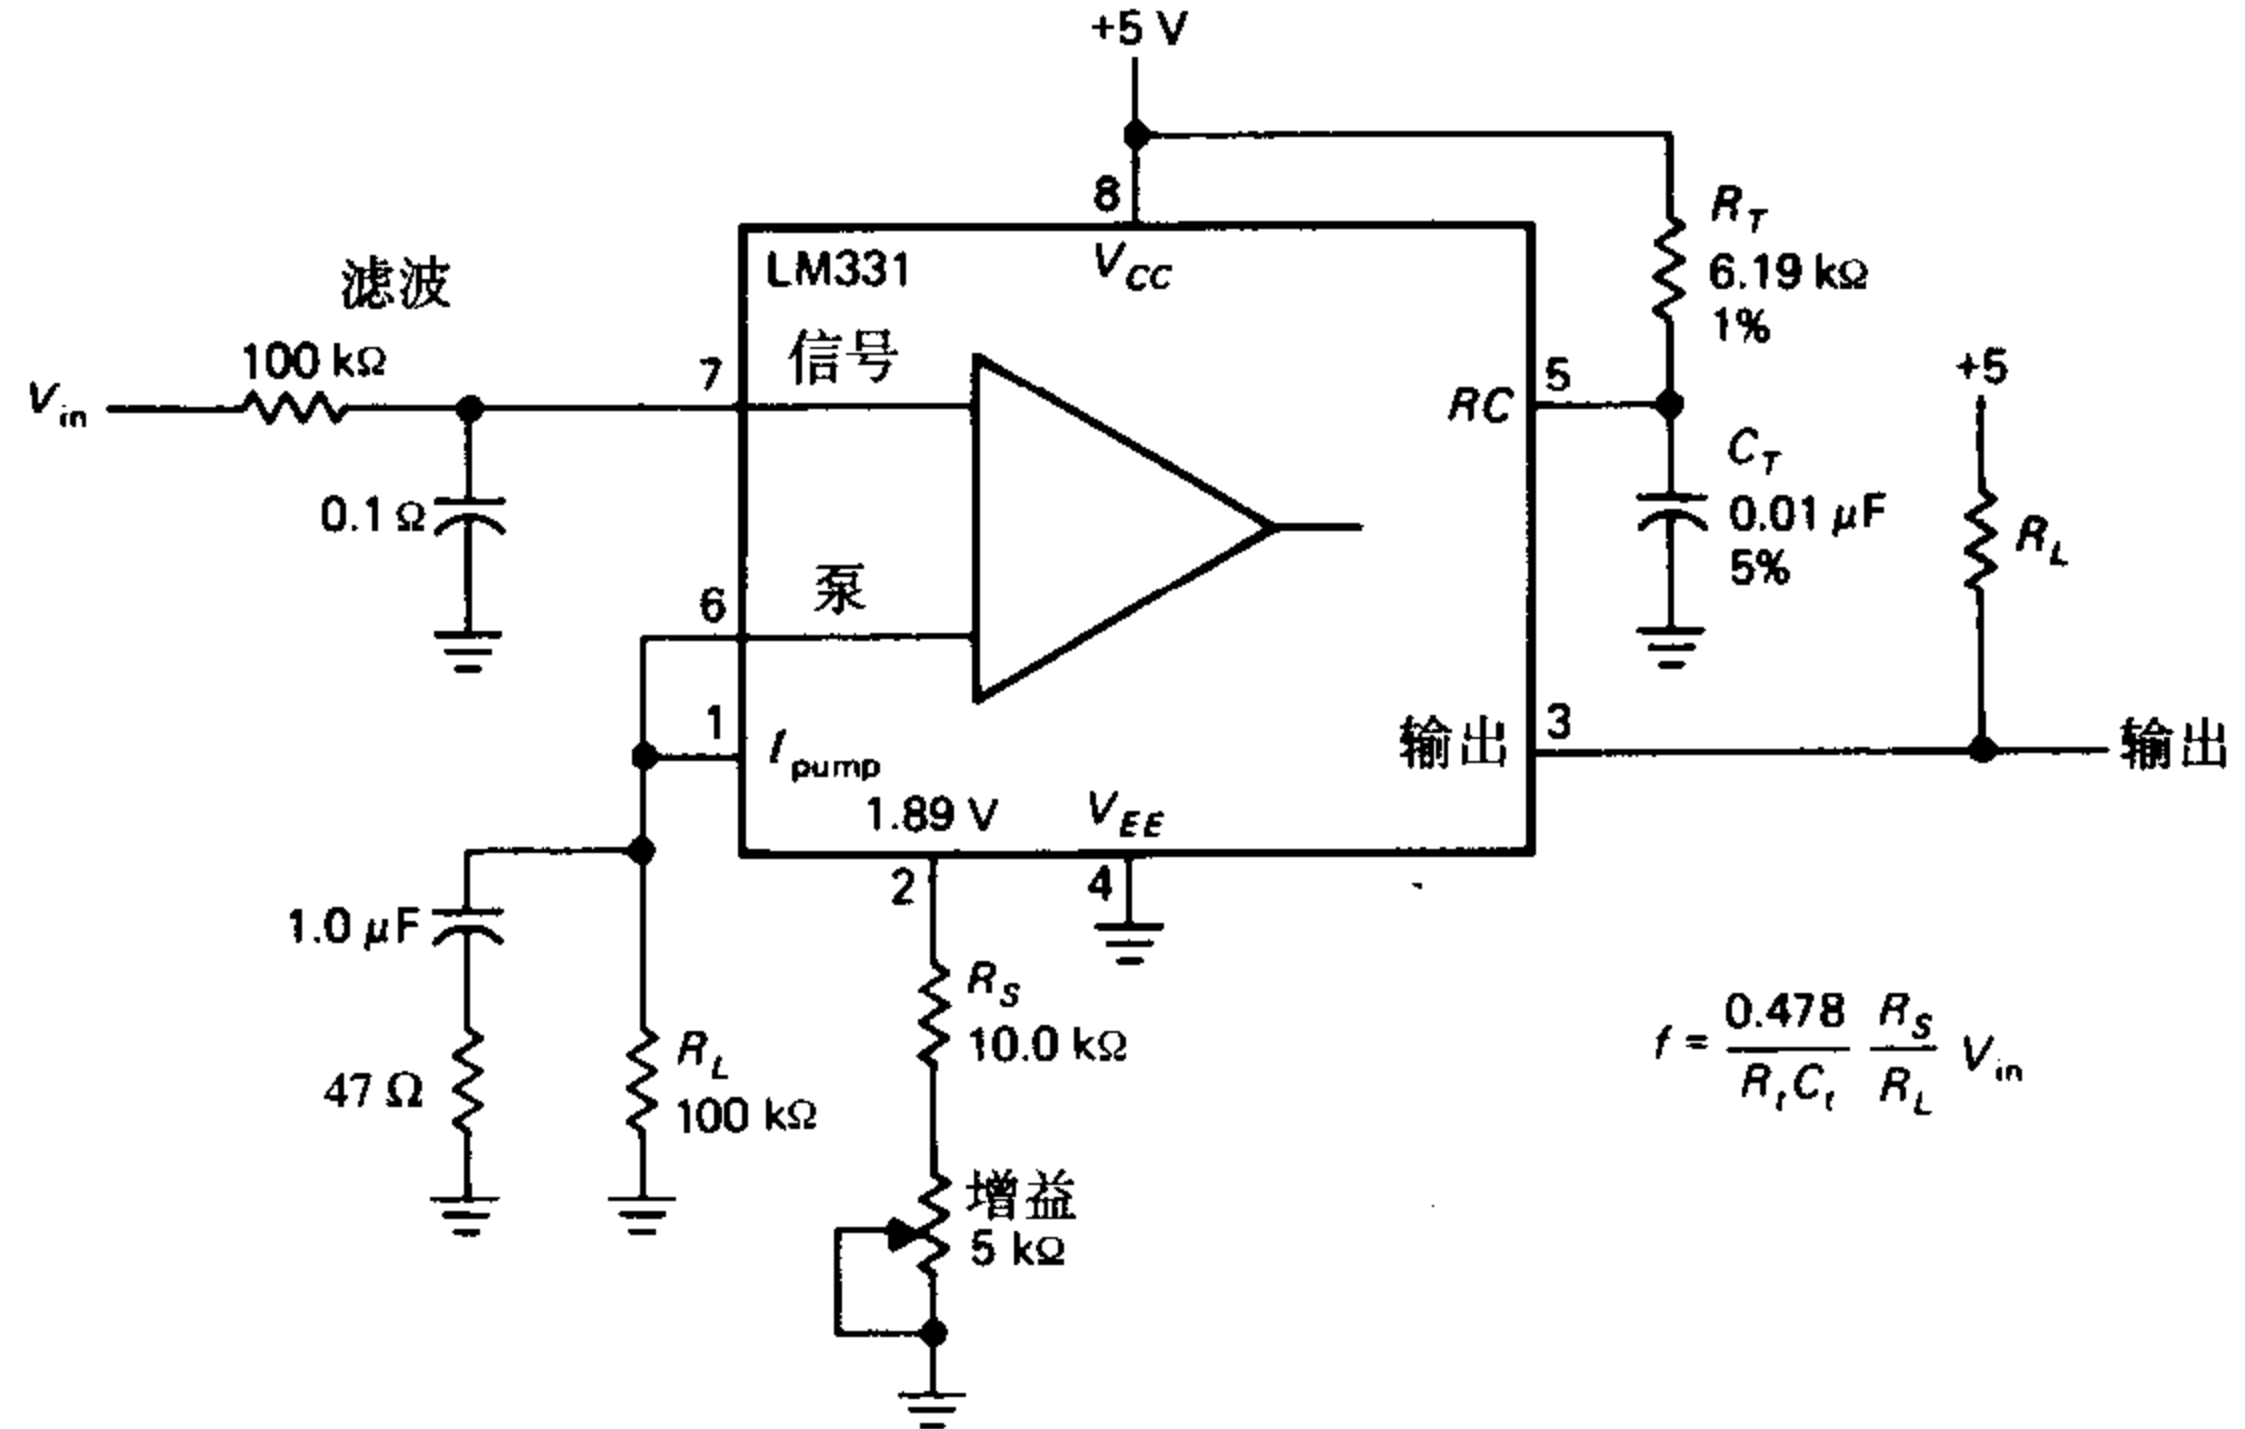 +5 V
8
R_T
6.19 kΩ
1%
LM331
V_CC
滤波
100 kΩ
V_in
7
信号
RC
5
+5
C_T
0.01 μF
5%
R_L
0.1 Ω
6
泵
1
I_pump
输出
3
输出
1.89 V
V_EE
2
4
1.0 μF
R_S
10.0 kΩ
47 Ω
R_L
100 kΩ
增益
5 kΩ
f = 0.478/(R_t C_t) R_S/R_L V_in